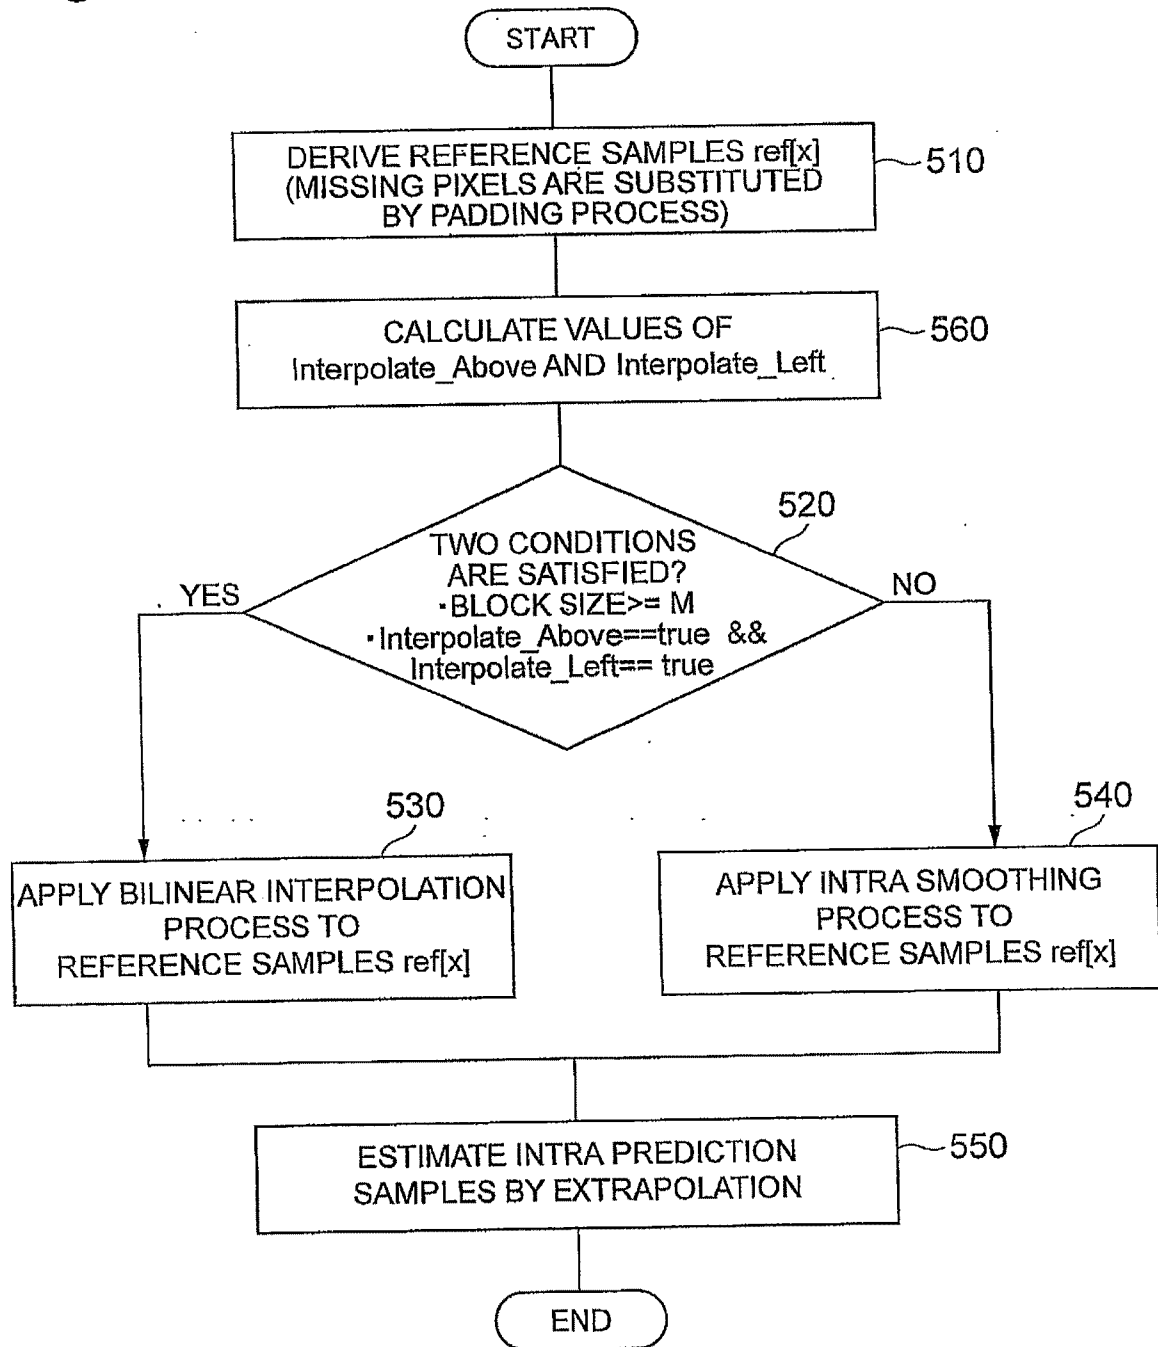 START
DERIVE REFERENCE SAMPLES ref[x]
(MISSING PIXELS ARE SUBSTITUTED
BY PADDING PROCESS)
510
CALCULATE VALUES OF
Interpolate_Above AND Interpolate_Left
560
520
TWO CONDITIONS
ARE SATISFIED?
·BLOCK SIZE>= M
·Interpolate_Above==true &&
Interpolate_Left== true
YES
NO
530
APPLY BILINEAR INTERPOLATION
PROCESS TO
REFERENCE SAMPLES ref[x]
540
APPLY INTRA SMOOTHING
PROCESS TO
REFERENCE SAMPLES ref[x]
ESTIMATE INTRA PREDICTION
SAMPLES BY EXTRAPOLATION
550
END